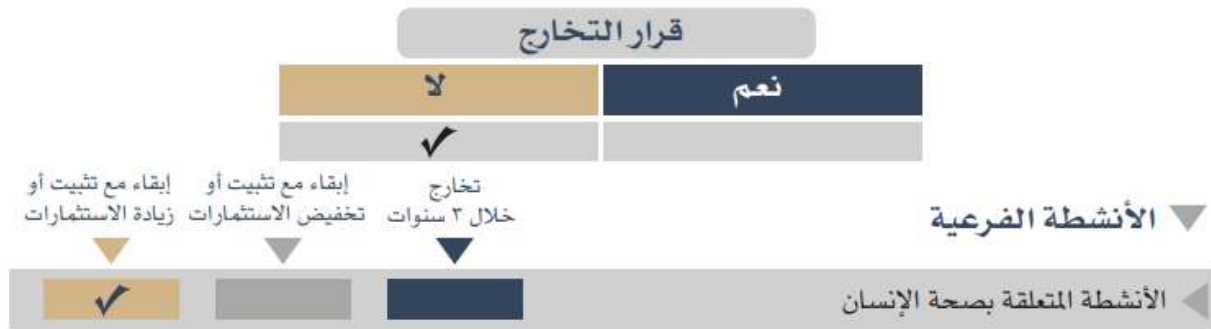 قرار التخارج
نعم
لا
تخارج
خلال ٣ سنوات
إبقاء مع تثبيت أو
تخفيض الاستثمارات
إبقاء مع تثبيت أو
زيادة الاستثمارات
الأنشطة الفرعية
الأنشطة المتعلقة بصحة الإنسان